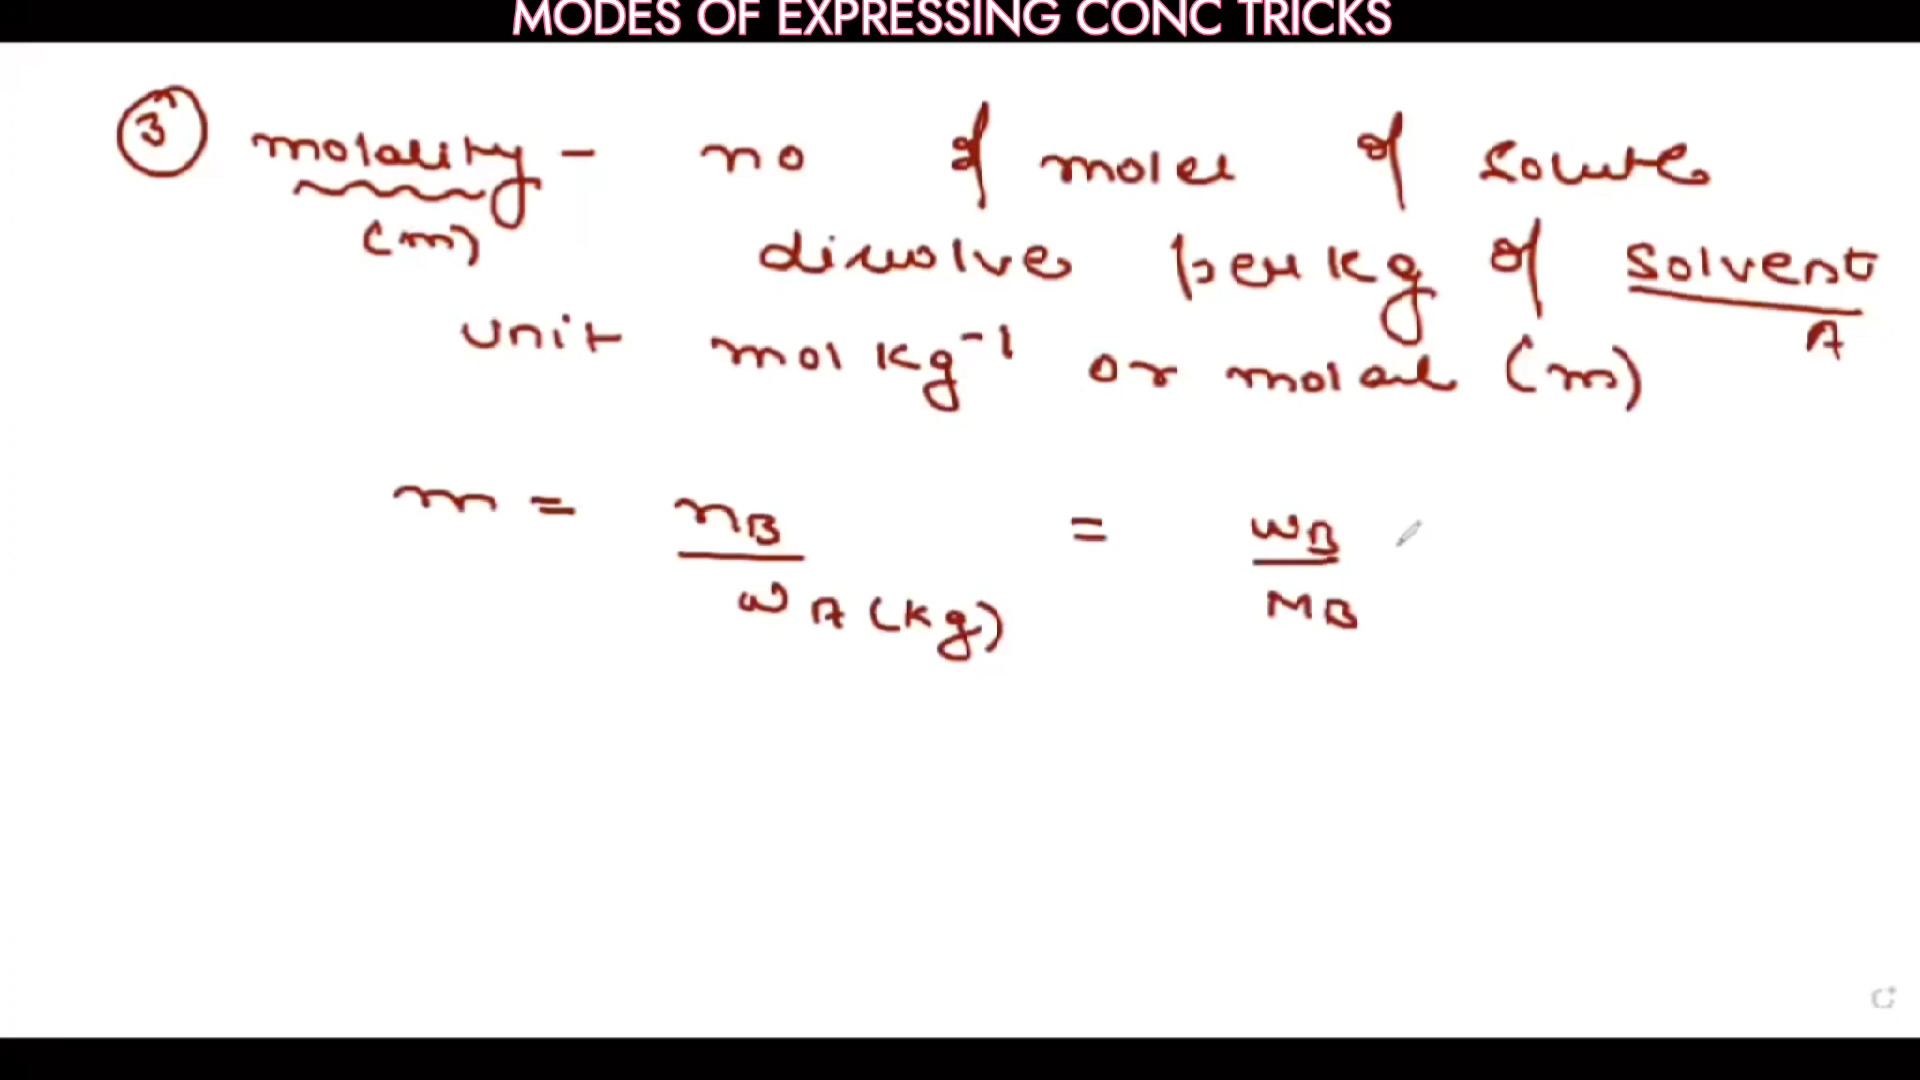 MODES OF EXPRESSING CONC TRICKS
3 molality - no of moles of solute
(m) dissolve per kg of solvent
A
unit mol kg⁻¹ or molal (m)
m = nB / wA (kg) = wB / MB